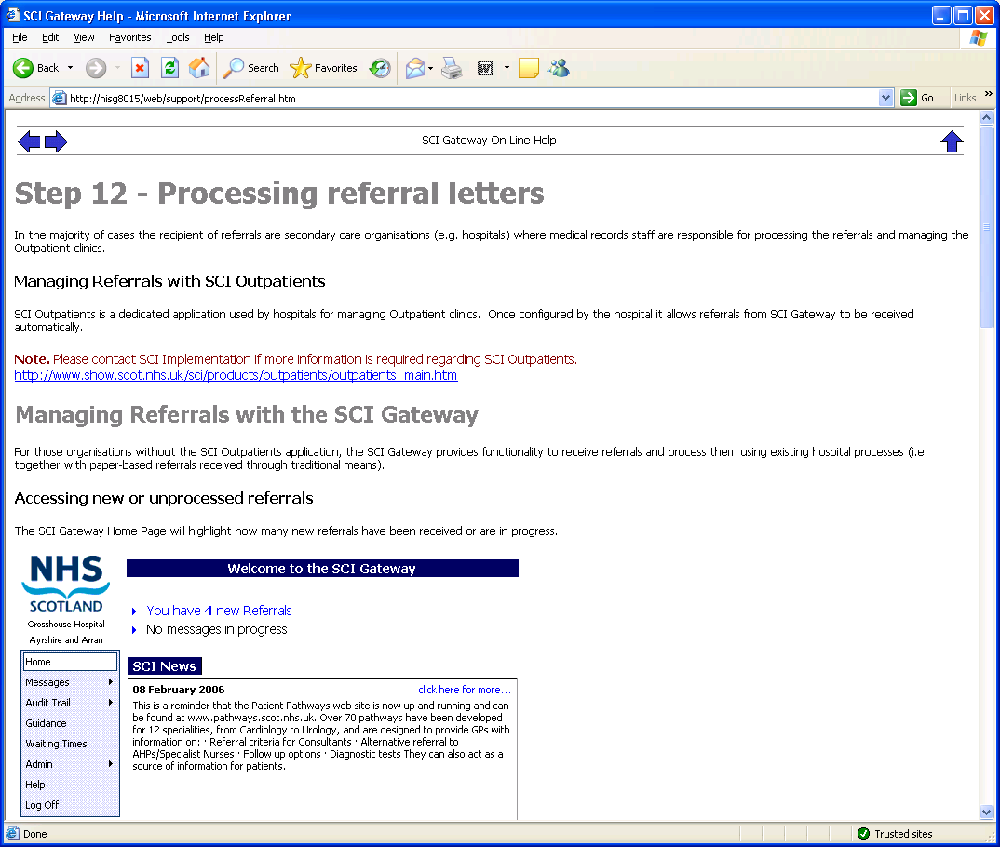 SCI Gateway Help - Microsoft Internet Explorer
File Edit View Favorites Tools Help
Back Search Favorites
Address http://nisg8015/web/support/processReferral.htm Go Links »
SCI Gateway On-Line Help
Step 12 - Processing referral letters
In the majority of cases the recipient of referrals are secondary care organisations (e.g. hospitals) where medical records staff are responsible for processing the referrals and managing the
Outpatient clinics.
Managing Referrals with SCI Outpatients
SCI Outpatients is a dedicated application used by hospitals for managing Outpatient clinics. Once configured by the hospital it allows referrals from SCI Gateway to be received
automatically.
Note. Please contact SCI Implementation if more information is required regarding SCI Outpatients.
http://www.show.scot.nhs.uk/sci/products/outpatients/outpatients_main.htm
Managing Referrals with the SCI Gateway
For those organisations without the SCI Outpatients application, the SCI Gateway provides functionality to receive referrals and process them using existing hospital processes (i.e.
together with paper-based referrals received through traditional means).
Accessing new or unprocessed referrals
The SCI Gateway Home Page will highlight how many new referrals have been received or are in progress.
NHS
SCOTLAND
Crosshouse Hospital
Ayrshire and Arran
Home
Messages
Audit Trail
Guidance
Waiting Times
Admin
Help
Log Off
Welcome to the SCI Gateway
You have 4 new Referrals
No messages in progress
SCI News
08 February 2006 click here for more...
This is a reminder that the Patient Pathways web site is now up and running and can
be found at www.pathways.scot.nhs.uk. Over 70 pathways have been developed
for 12 specialities, from Cardiology to Urology, and are designed to provide GPs with
information on: · Referral criteria for Consultants · Alternative referral to
AHPs/Specialist Nurses · Follow up options · Diagnostic tests They can also act as a
source of information for patients.
Done Trusted sites